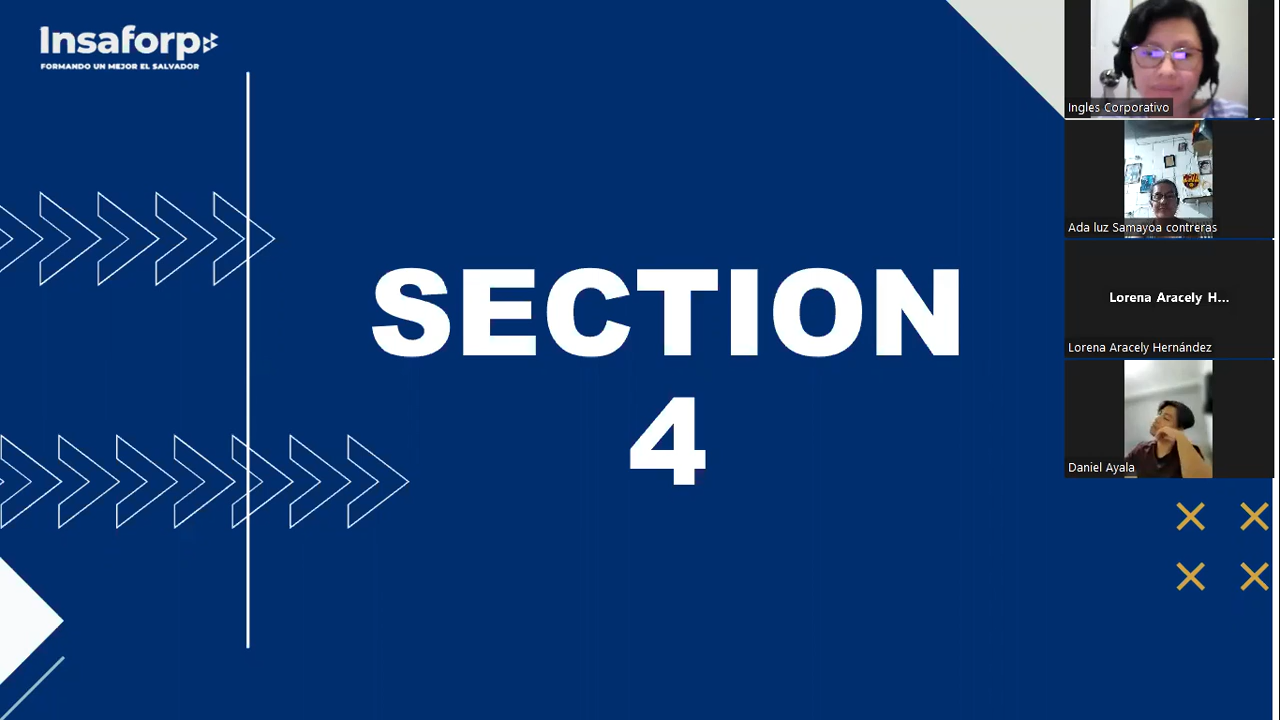 Insaforp
FORMANDO UN MEJOR EL SALVADOR
SECTION
4
Ingles Corporativo
Ada luz Samayoa contreras
Lorena Aracely H...
Lorena Aracely Hernández
Daniel Ayala